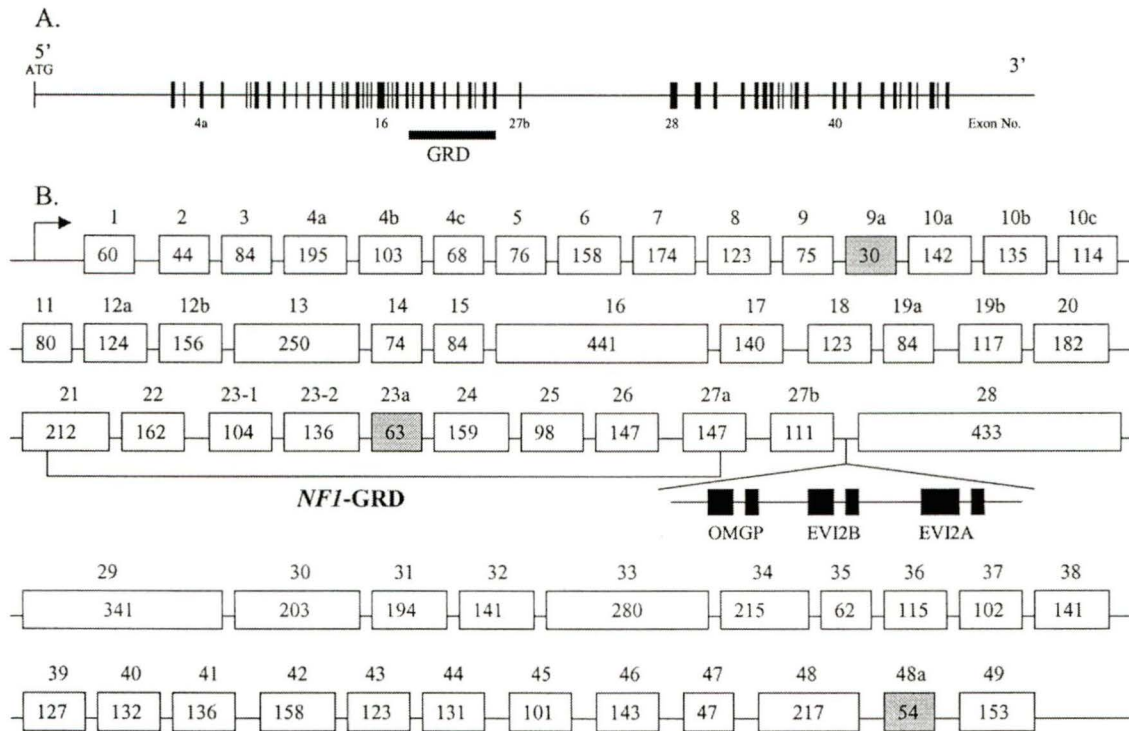 A.
5’
ATG
3’
4a 16 27b 28 40 Exon No.
GRD
B.
1 2 3 4a 4b 4c 5 6 7 8 9 9a 10a 10b 10c
60 44 84 195 103 68 76 158 174 123 75 30 142 135 114
11 12a 12b 13 14 15 16 17 18 19a 19b 20
80 124 156 250 74 84 441 140 123 84 117 182
21 22 23-1 23-2 23a 24 25 26 27a 27b 28
212 162 104 136 63 159 98 147 147 111 433
NF1-GRD
OMGP EVI2B EVI2A
29 30 31 32 33 34 35 36 37 38
341 203 194 141 280 215 62 115 102 141
39 40 41 42 43 44 45 46 47 48 48a 49
127 132 136 158 123 131 101 143 47 217 54 153